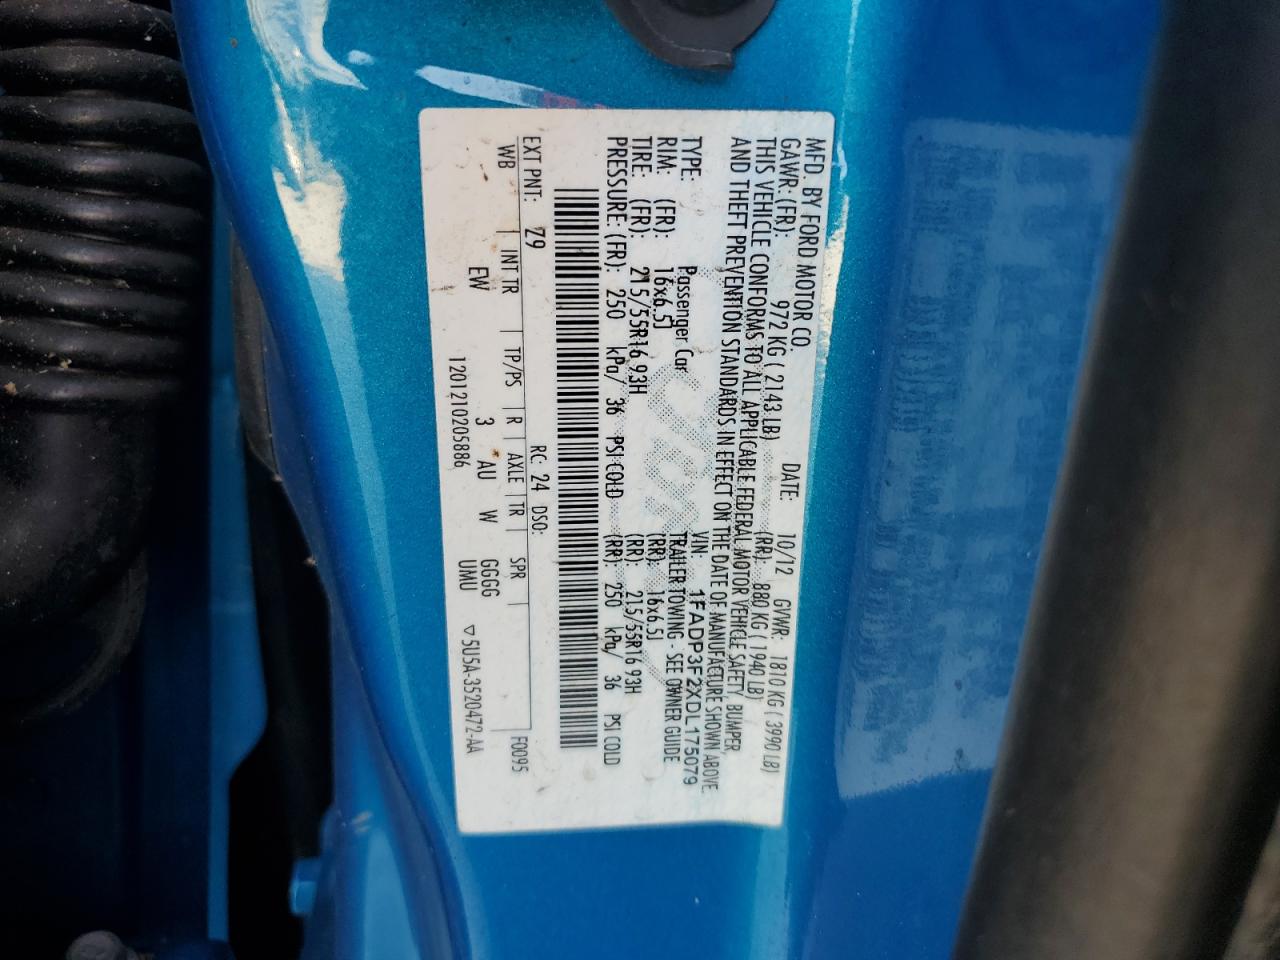 MFD. BY FORD MOTOR CO.
DATE: 10/12 GVWR: 1810 KG ( 3990 LB)
GAWR: (FR): 972 KG ( 2143 LB) (RR): 880 KG ( 1940 LB)
THIS VEHICLE CONFORMS TO ALL APPLICABLE FEDERAL MOTOR VEHICLE SAFETY, BUMPER,
AND THEFT PREVENTION STANDARDS IN EFFECT ON THE DATE OF MANUFACTURE SHOWN ABOVE.
VIN: 1FADP3F2XDL175079
TYPE: Passenger Car TRAILER TOWING - SEE OWNER GUIDE
RIM: (FR): 16x6.5J (RR): 16x6.5J
TIRE: (FR): 215/55R16 93H (RR): 215/55R16 93H
PRESSURE: (FR): 250 kPa/ 36 PSI COLD (RR): 250 kPa/ 36 PSI COLD
EXT PNT: Z9 RC: 24 DSO: F0095
WB INT TR TP/PS R AXLE TR SPR
EW 3 AU W GGGG
UMU
1201210205886 ▽5U5A-3520472-AA